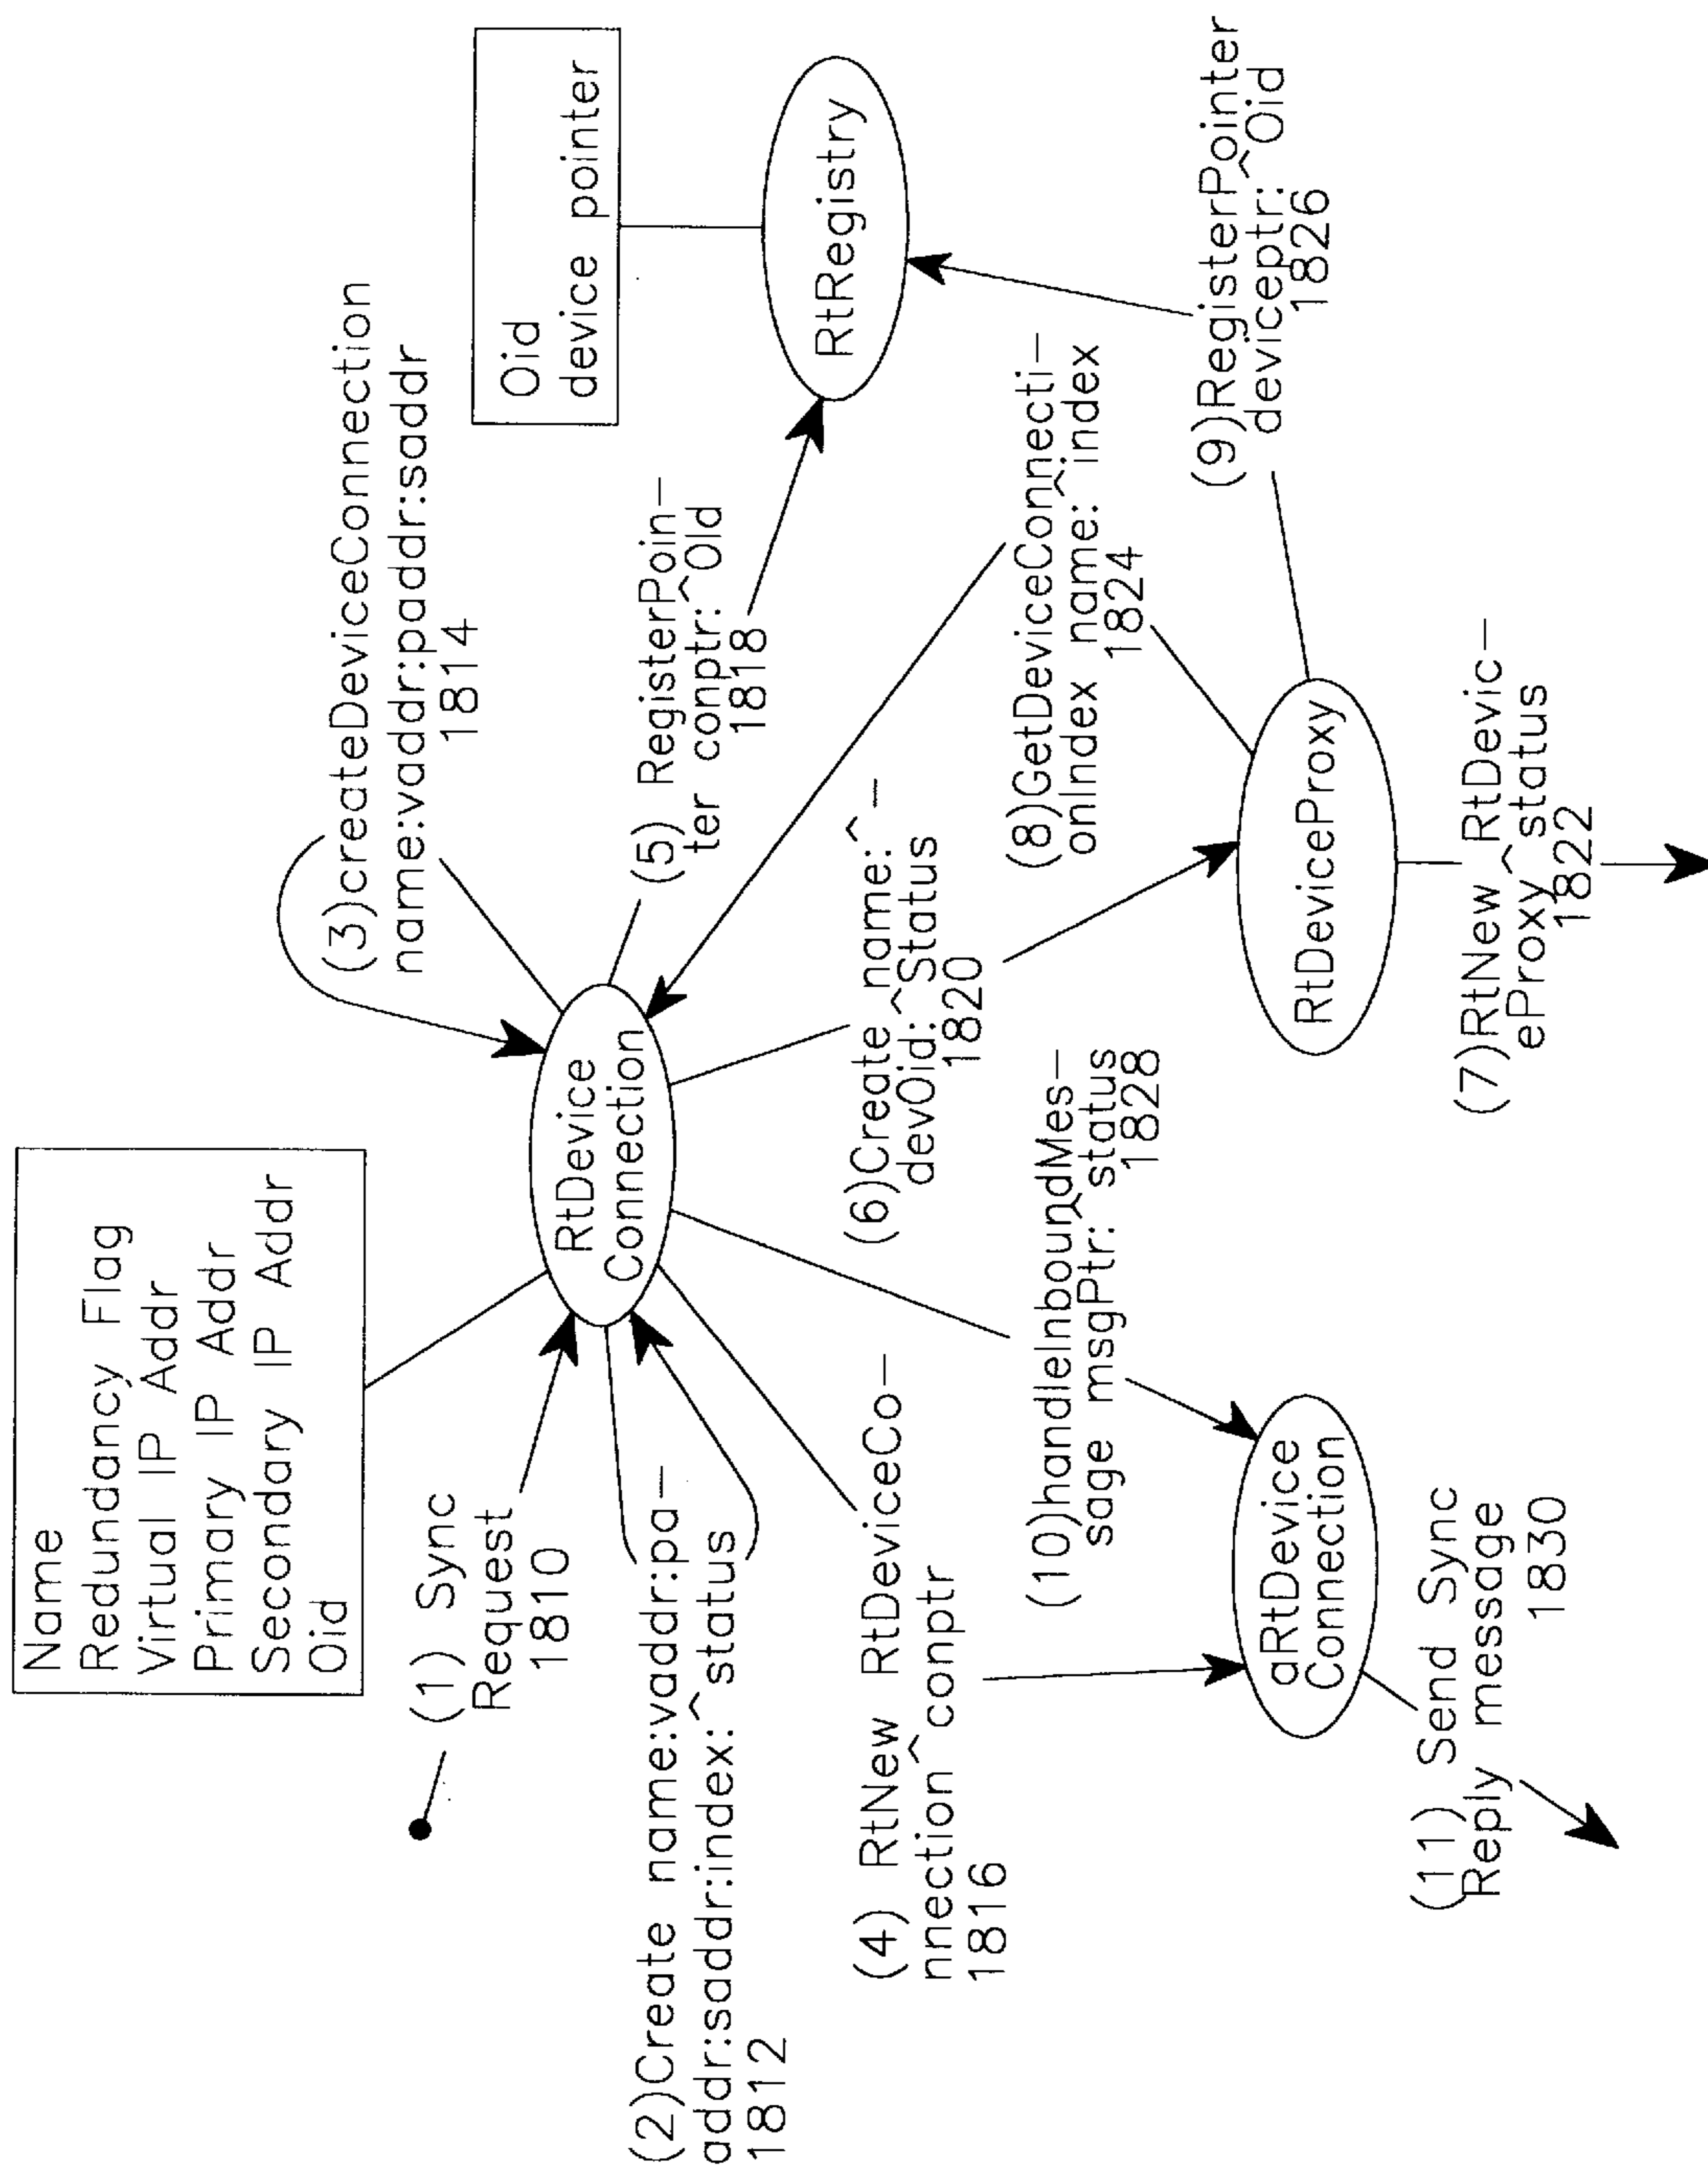 Name
Redundancy Flag
Virtual IP Addr
Primary IP Addr
Secondary IP Addr
Oid
(1) Sync
Request
1810
(2)Create name:vaddr:pa-
addr:saddr:index:^status
1812
(3)createDeviceConnection
name:vaddr:paddr:saddr
1814
Oid
device pointer
RtDevice
Connection
(5) RegisterPoin-
ter conptr:^Old
1818
RtRegistry
(4) RtNew RtDeviceCo-
nnection^conptr
1816
(6)Create name:^-
devOid:^Status
1820
(8)GetDeviceConnecti-
onIndex name:^index
1824
(10)handleInboundMes-
sage msgPtr:^status
1828
(9)RegisterPointer
deviceptr:^Oid
1826
aRtDevice
Connection
RtDeviceProxy
(11) Send Sync
Reply message
1830
(7)RtNew RtDevic-
eProxy^status
1822